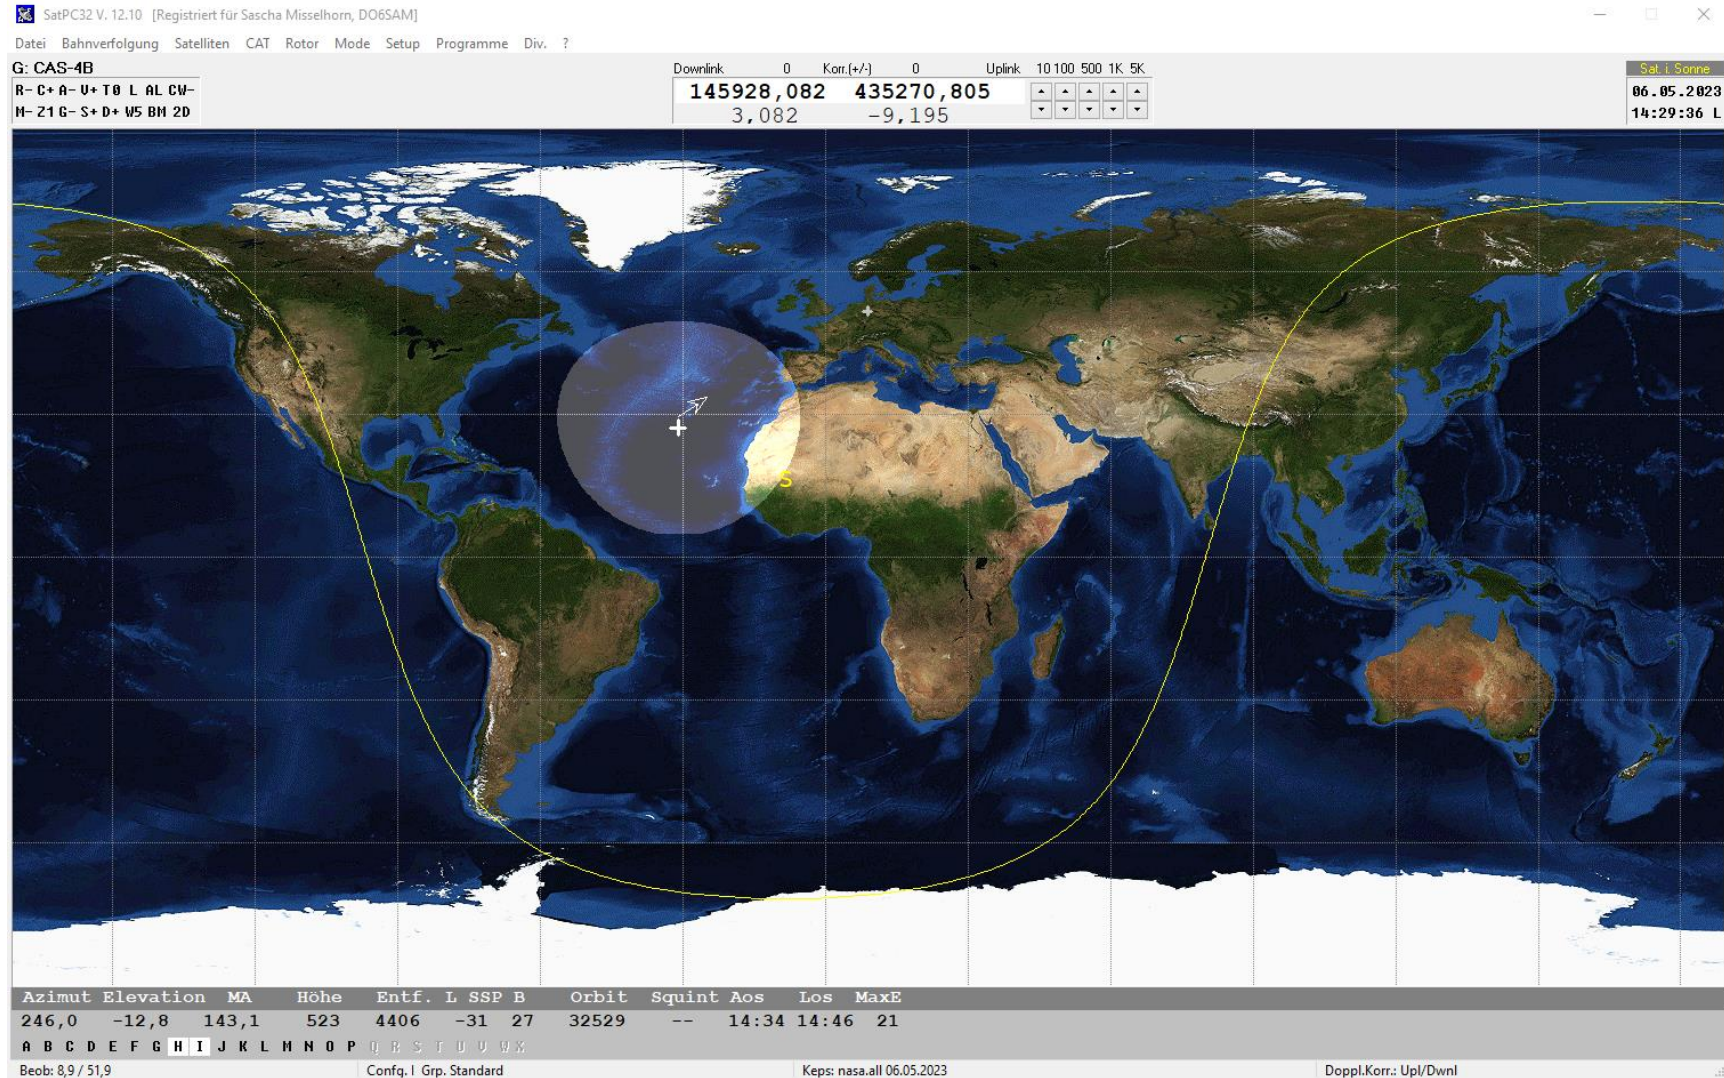 SatPC32 V. 12.10 [Registriert für Sascha Misselhorn, DO6SAM]
Datei Bahnverfolgung Satelliten CAT Rotor Mode Setup Programme Div. ?
G: CAS-4B
R- C+ A- V+ T0 L AL CW-
M- Z1 G- S+ D+ W5 BM 2D
Downlink 0 Korr.(+/-) 0 Uplink 10 100 500 1K 5K
145928,082 435270,805
3,082 -9,195
Sat. i. Sonne
06.05.2023
14:29:36 L
S
Azimut Elevation MA Höhe Entf. L SSP B Orbit Squint Aos Los MaxE
246,0 -12,8 143,1 523 4406 -31 27 32529 -- 14:34 14:46 21
A B C D E F G H I J K L M N O P Q R S T U V W X
Beob: 8,9 / 51,9 Confg. I Grp. Standard Keps: nasa.all 06.05.2023 Doppl.Korr.: Upl/Dwnl